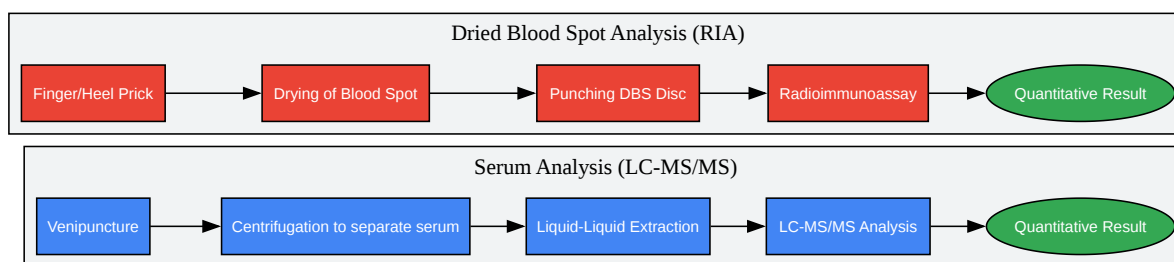 Dried Blood Spot Analysis (RIA)
Finger/Heel Prick
Drying of Blood Spot
Punching DBS Disc
Radioimmunoassay
Quantitative Result
Serum Analysis (LC-MS/MS)
Venipuncture
Centrifugation to separate serum
Liquid-Liquid Extraction
LC-MS/MS Analysis
Quantitative Result